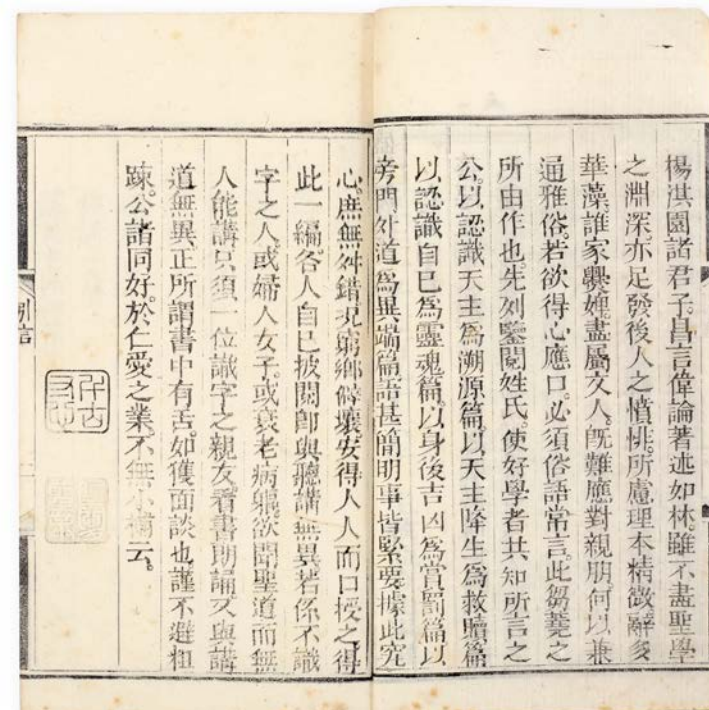 楊淇園諸君子。昌言偉論著述如林。雖不盡聖學
之淵深。亦足發後人之憤悱。所慮理本精微。辭多
華藻。誰家爨婢。盡屬文人。旣難應對親朋。何以兼
通雅俗。若欲得心應口。必須俗語常言。此芻蕘之
所由作也。先列鑒閱姓氏。使好學者共知所言之
公。以認識天主爲溯源篇。以天主降生爲救贖篇
以認識自己爲靈魂篇。以身後吉凶爲賞罰篇。以
旁門外道爲異端篇。語甚簡明。事皆緊要。據此究
心。庶無舛錯。況窮鄉僻壤。安得人人而口授之。得
此一編。各人自已披閱。卽與聽講無異。若係不識
字之人。或婦人女子。或衰老病軀。欲聞聖道而無
人能講。只須一位識字之親友。看書朗誦。又與講
道無異。正所謂書中有舌。如獲面談也。謹不避粗
疎。公諸同好。於仁愛之業。不無小補云。
引言